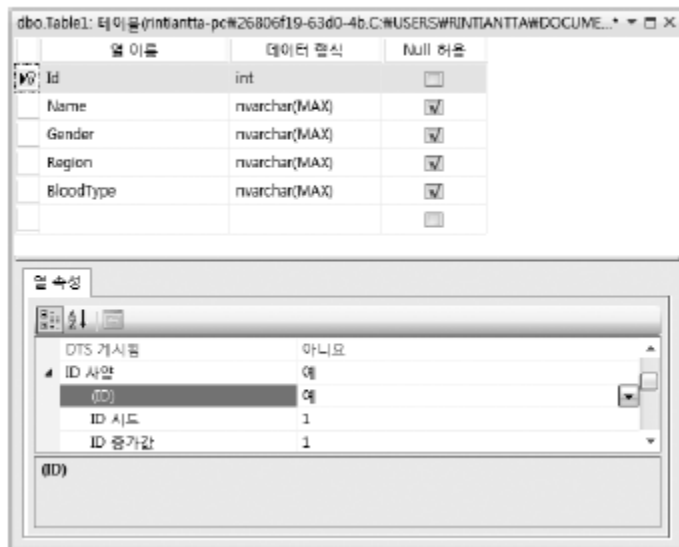 dbo.Table1: 테이블(rintiantta-pc₩26806f19-63d0-4b.C:₩USERS₩RINTIANTTA₩DOCUME...*
열 이름 데이터 형식 Null 허용
Id int
Name nvarchar(MAX)
Gender nvarchar(MAX)
Region nvarchar(MAX)
BloodType nvarchar(MAX)
열 속성
DTS 게시됨 아니요
ID 사양 예
(ID) 예
ID 시드 1
ID 증가값 1
(ID)